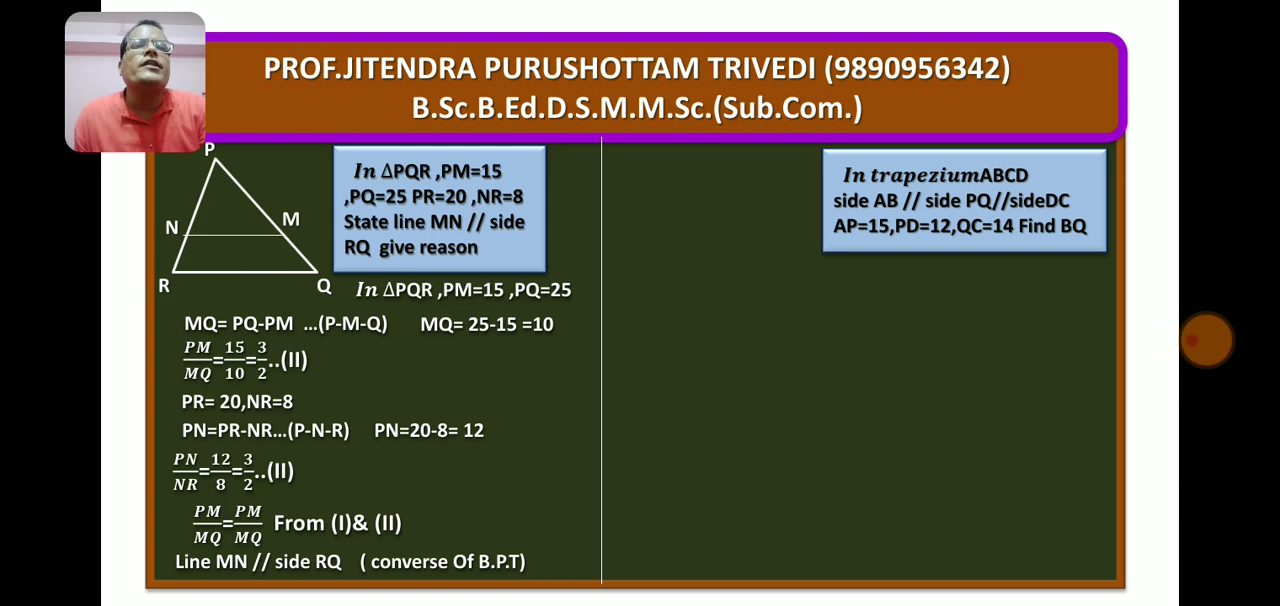 PROF.JITENDRA PURUSHOTTAM TRIVEDI (9890956342)
B.Sc.B.Ed.D.S.M.M.Sc.(Sub.Com.)
P
N
M
R
Q
In ΔPQR ,PM=15
,PQ=25 PR=20 ,NR=8
State line MN // side
RQ give reason
In ΔPQR ,PM=15 ,PQ=25
MQ= PQ-PM ...(P-M-Q) MQ= 25-15 =10
PM/MQ=15/10=3/2..(II)
PR= 20,NR=8
PN=PR-NR...(P-N-R) PN=20-8= 12
PN/NR=12/8=3/2..(II)
PM/MQ=PM/MQ From (I)& (II)
Line MN // side RQ ( converse Of B.P.T)
In trapeziumABCD
side AB // side PQ//sideDC
AP=15,PD=12,QC=14 Find BQ